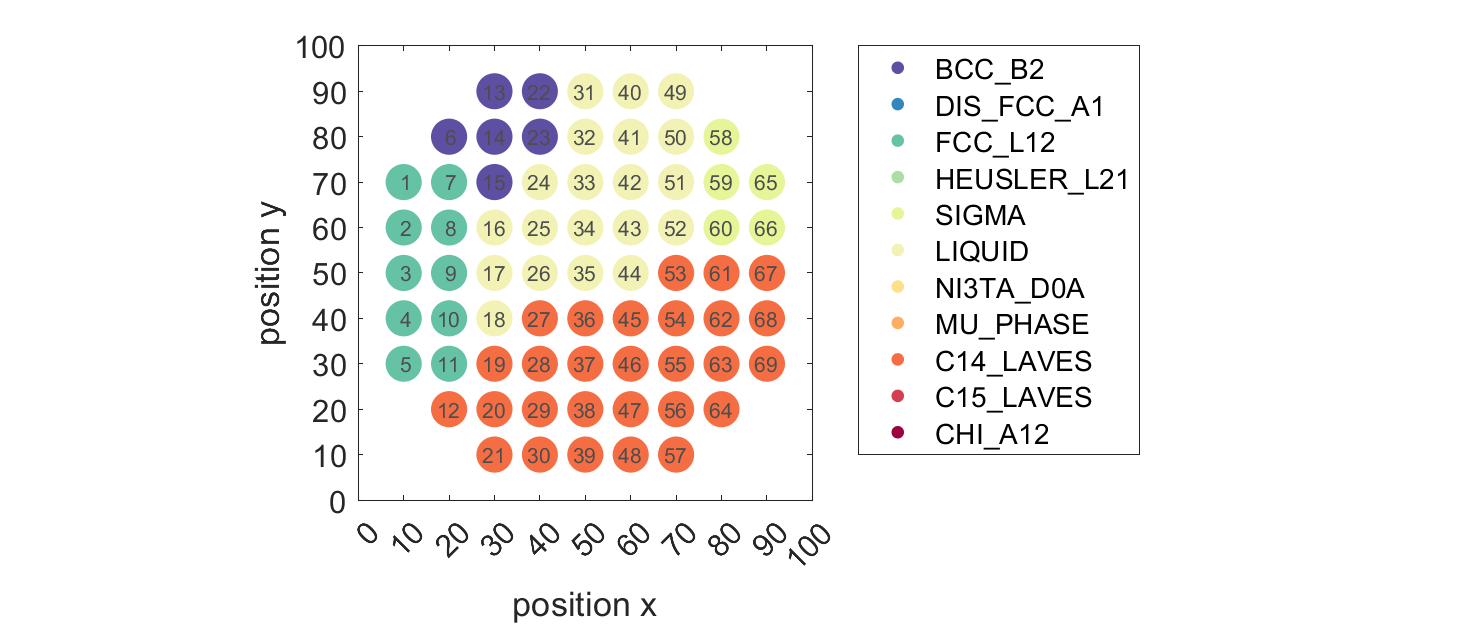 100
90 13 22 31 40 49
80 6 14 23 32 41 50 58
70 1 7 15 24 33 42 51 59 65
60 2 8 16 25 34 43 52 60 66
50 3 9 17 26 35 44 53 61 67
40 4 10 18 27 36 45 54 62 68
30 5 11 19 28 37 46 55 63 69
20 12 20 29 38 47 56 64
10 21 30 39 48 57
0
position y
0 10 20 30 40 50 60 70 80 90 100
position x
BCC_B2
DIS_FCC_A1
FCC_L12
HEUSLER_L21
SIGMA
LIQUID
NI3TA_D0A
MU_PHASE
C14_LAVES
C15_LAVES
CHI_A12